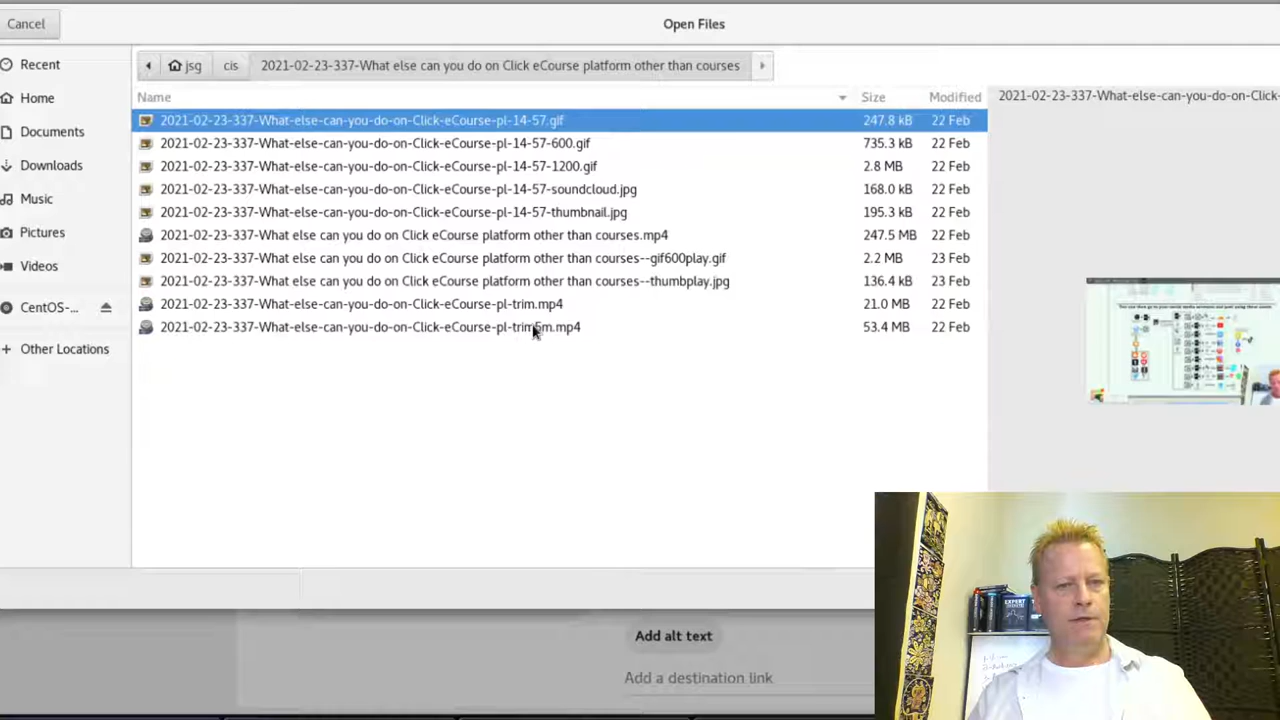 Cancel
Open Files
Recent
Home
Documents
Downloads
Music
Pictures
Videos
CentOS-...
Other Locations
jsg
cis
2021-02-23-337-What else can you do on Click eCourse platform other than courses
Name
Size
Modified
2021-02-23-337-What-else-can-you-do-on-Click-eCourse-pl-14-57.gif
247.8 kB
22 Feb
2021-02-23-337-What-else-can-you-do-on-Click-eCourse-pl-14-57-600.gif
735.3 kB
22 Feb
2021-02-23-337-What-else-can-you-do-on-Click-eCourse-pl-14-57-1200.gif
2.8 MB
22 Feb
2021-02-23-337-What-else-can-you-do-on-Click-eCourse-pl-14-57-soundcloud.jpg
168.0 kB
22 Feb
2021-02-23-337-What-else-can-you-do-on-Click-eCourse-pl-14-57-thumbnail.jpg
195.3 kB
22 Feb
2021-02-23-337-What else can you do on Click eCourse platform other than courses.mp4
247.5 MB
22 Feb
2021-02-23-337-What else can you do on Click eCourse platform other than courses--gif600play.gif
2.2 MB
23 Feb
2021-02-23-337-What else can you do on Click eCourse platform other than courses--thumbplay.jpg
136.4 kB
23 Feb
2021-02-23-337-What-else-can-you-do-on-Click-eCourse-pl-trim.mp4
21.0 MB
22 Feb
2021-02-23-337-What-else-can-you-do-on-Click-eCourse-pl-trim5m.mp4
53.4 MB
22 Feb
2021-02-23-337-What-else-can-you-do-on-Click-
Add alt text
Add a destination link
EXPERT